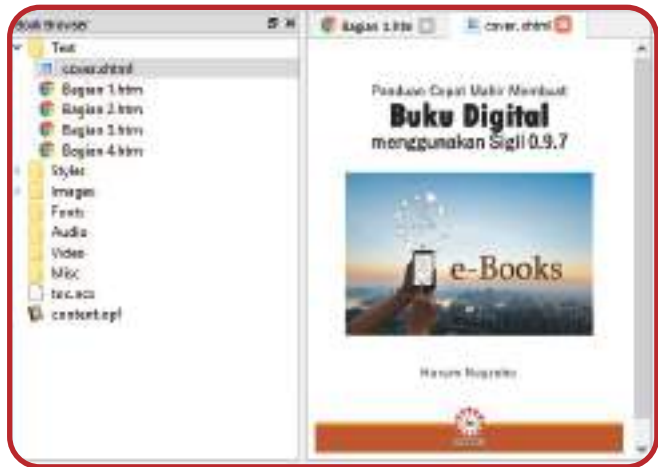 Book Browser
Text
cover.xhtml
Bagian 1.htm
Bagian 2.htm
Bagian 3.htm
Bagian 4.htm
Styles
Images
Fonts
Audio
Video
Misc
toc.ncx
content.opf
Bagian 1.htm
cover.xhtml
Panduan Cepat Mahir Membuat
Buku Digital
menggunakan Sigil 0.9.7
e-Books